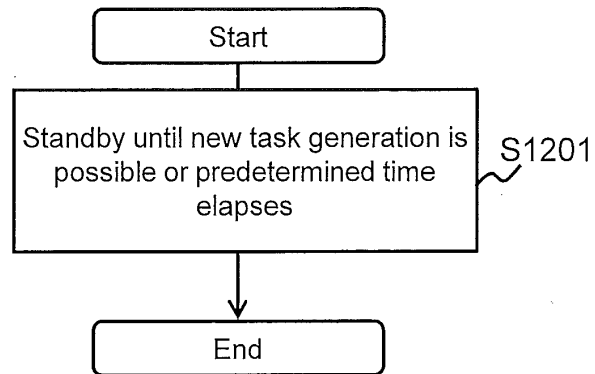 Start
Standby until new task generation is
possible or predetermined time
elapses
S1201
End